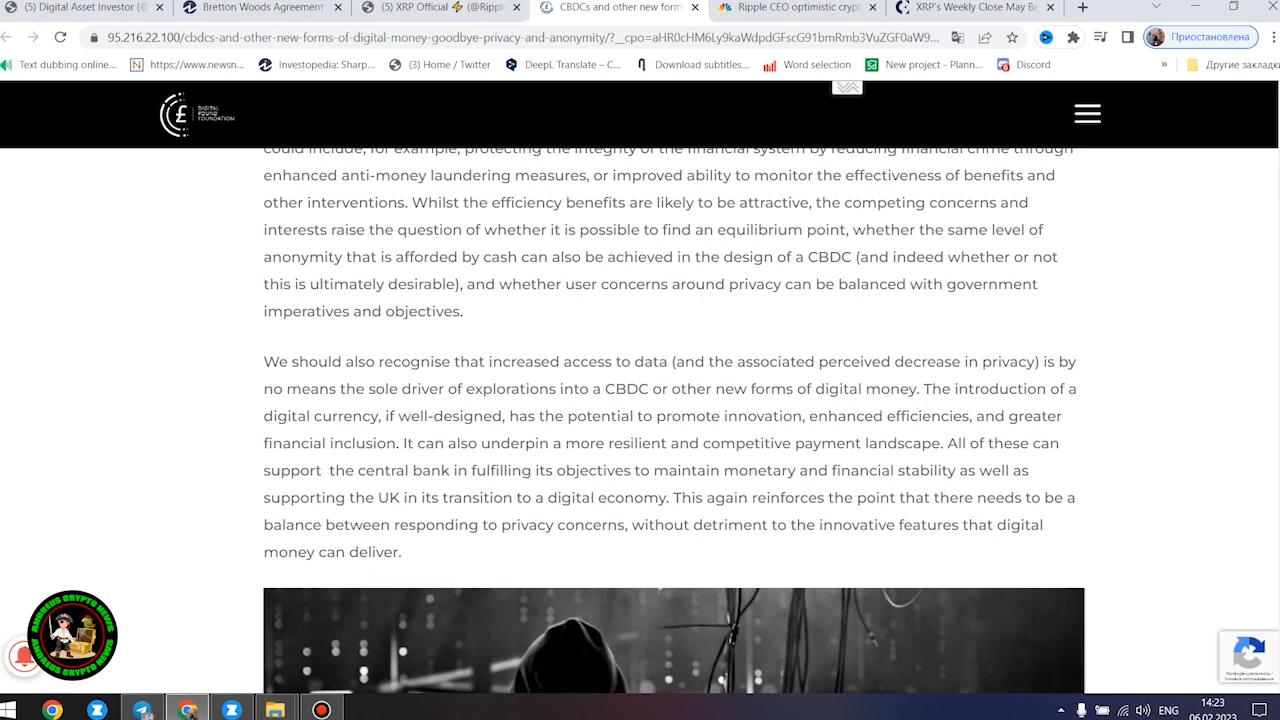 (5) Digital Asset Investor (@
Bretton Woods Agreement
(5) XRP Official ⚡ (@Ripple
CBDCs and other new form
Ripple CEO optimistic crypt
XRP's Weekly Close May Be
95.216.22.100/cbdcs-and-other-new-forms-of-digital-money-goodbye-privacy-and-anonymity/?__cpo=aHR0cHM6Ly9kaWdpdGFscG91bmRmb3VuZGF0aW9...
Приостановлена
Text dubbing online...
https://www.newsn...
Investopedia: Sharp...
(3) Home / Twitter
DeepL Translate – C...
Download subtitles...
Word selection
New project - Plann...
Discord
»
Другие закладки
DIGITAL
POUND
FOUNDATION
could include, for example, protecting the integrity of the financial system by reducing financial crime through
enhanced anti-money laundering measures, or improved ability to monitor the effectiveness of benefits and
other interventions. Whilst the efficiency benefits are likely to be attractive, the competing concerns and
interests raise the question of whether it is possible to find an equilibrium point, whether the same level of
anonymity that is afforded by cash can also be achieved in the design of a CBDC (and indeed whether or not
this is ultimately desirable), and whether user concerns around privacy can be balanced with government
imperatives and objectives.
We should also recognise that increased access to data (and the associated perceived decrease in privacy) is by
no means the sole driver of explorations into a CBDC or other new forms of digital money. The introduction of a
digital currency, if well-designed, has the potential to promote innovation, enhanced efficiencies, and greater
financial inclusion. It can also underpin a more resilient and competitive payment landscape. All of these can
support the central bank in fulfilling its objectives to maintain monetary and financial stability as well as
supporting the UK in its transition to a digital economy. This again reinforces the point that there needs to be a
balance between responding to privacy concerns, without detriment to the innovative features that digital
money can deliver.
ANDREUS CRYPTO NEWS
ANDREUS CRYPTO NEWS
Конфиденциальность -
Условия использования
ENG
14:23
06.02.2023